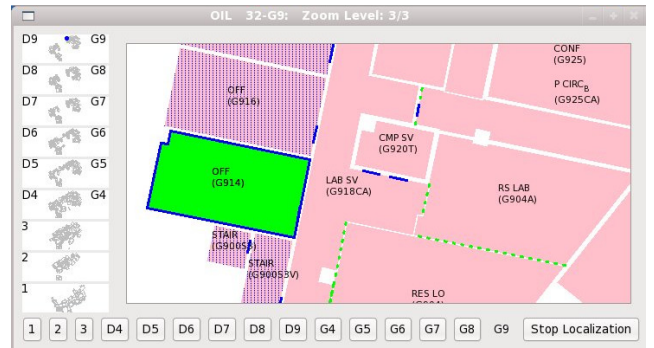 OIL 32-G9: Zoom Level: 3/3
D9 G9
D8 G8
D7 G7
D6 G6
D5 G5
D4 G4
3
2
1
OFF
(G916)
OFF
(G914)
STAIR
STAIR
(G90053V)
LAB SV
(G918CA)
CMP SV
(G920T)
CONF
(G925)
P CIRCB
(G925CA)
RS LAB
(G904A)
RES LO
1 2 3 D4 D5 D6 D7 D8 D9 G4 G5 G6 G7 G8 G9 Stop Localization